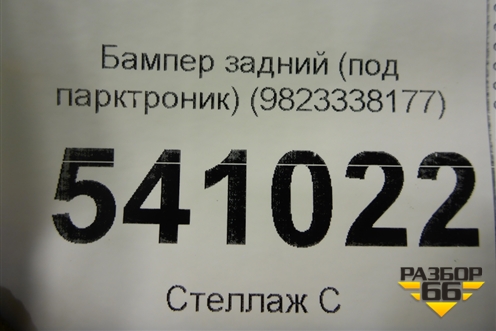 Бампер задний (под
парктроник) (9823338177)
541022
Стеллаж С
РАЗБОР
66